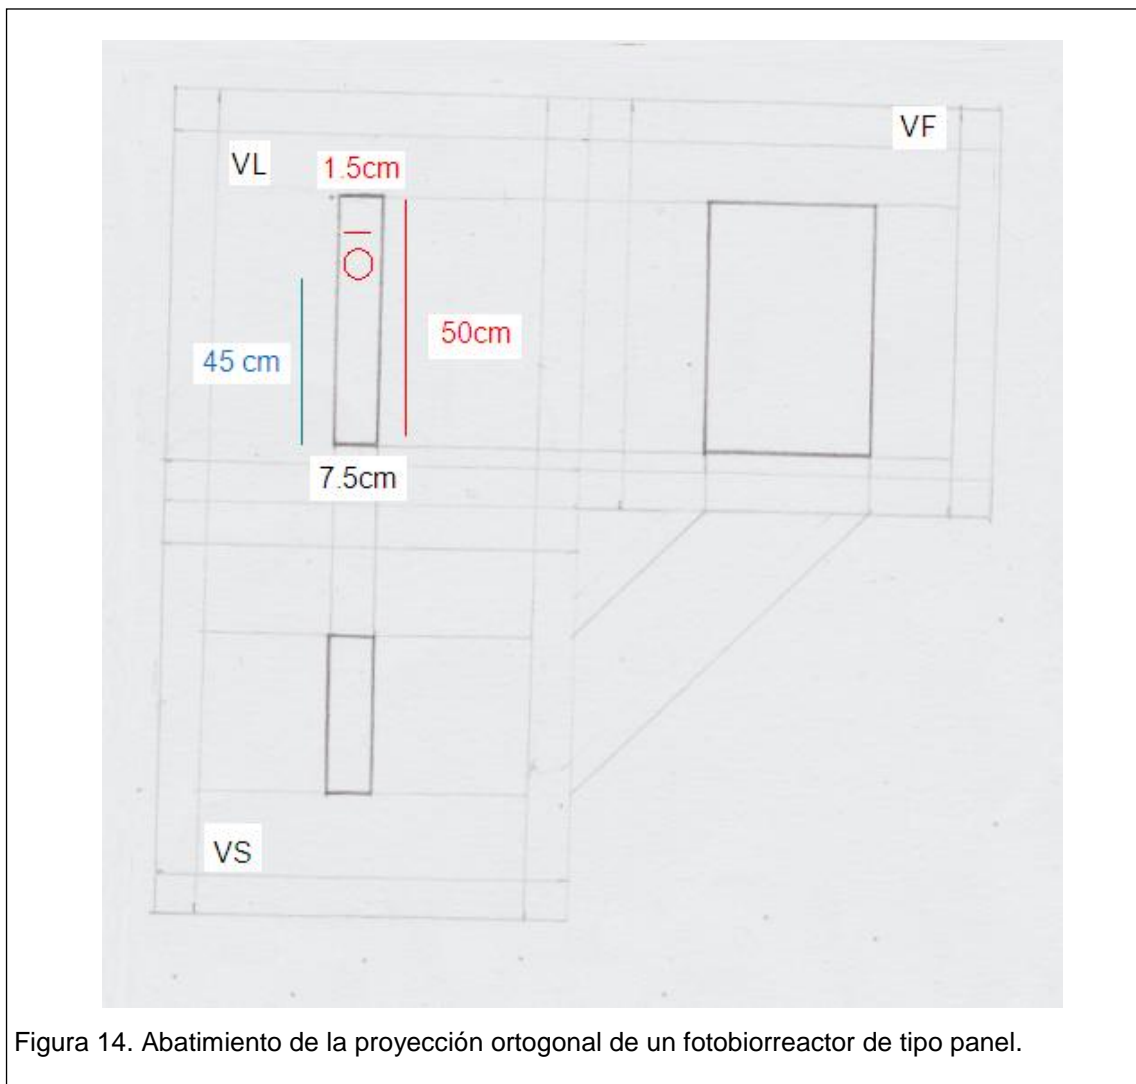 VF
VL
1.5cm
50cm
45 cm
7.5cm
VS
Figura 14. Abatimiento de la proyección ortogonal de un fotobiorreactor de tipo panel.